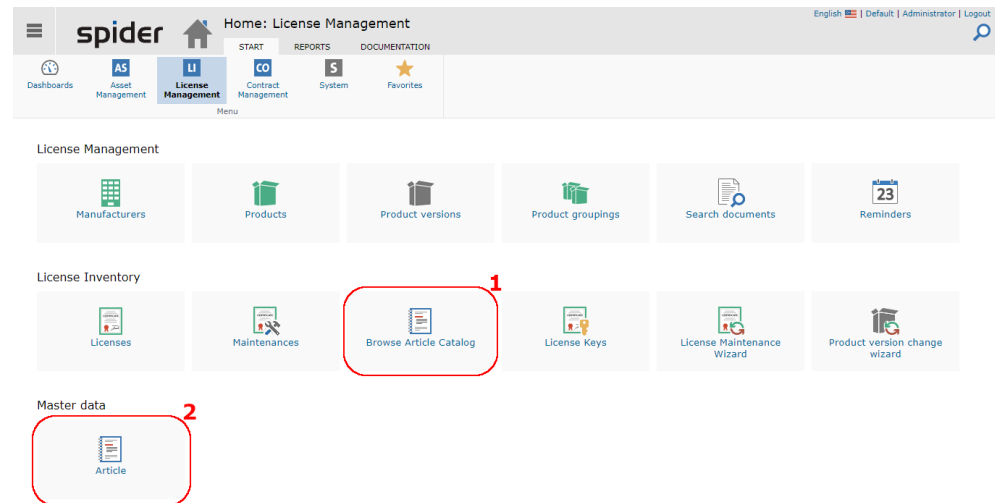 English | Default | Administrator | Logout
spider
Home: License Management
START REPORTS DOCUMENTATION
AS LI CO S
Dashboards Asset Management License Management Contract Management System Favorites
Menu
License Management
23
Manufacturers Products Product versions Product groupings Search documents Reminders
License Inventory
1
Licenses Maintenances Browse Article Catalog License Keys License Maintenance Wizard Product version change wizard
Master data
2
Article